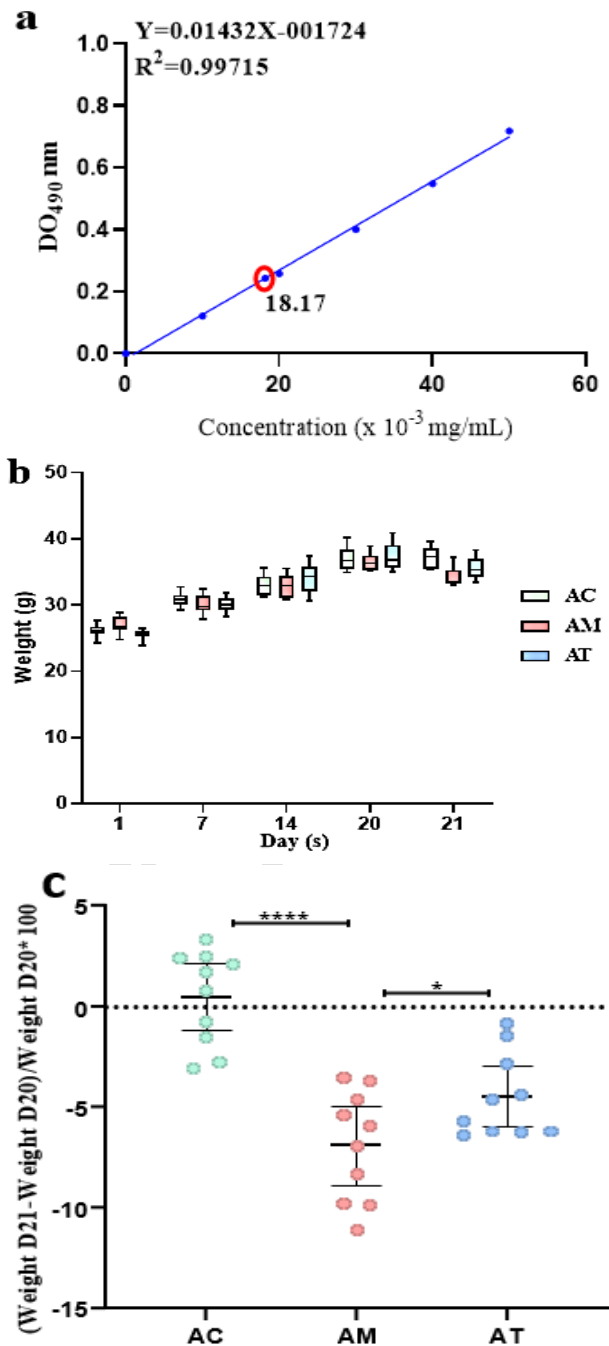 a
Y=0.01432X-001724
R²=0.99715
1.0
0.8
0.6
0.4
0.2
0.0
DO₄₉₀ nm
18.17
0 20 40 60
Concentration (x 10⁻³ mg/mL)
b
50
40
30
20
10
0
Weight (g)
AC
AM
AT
1 7 14 20 21
Day (s)
C
5
0
-5
-10
-15
(Weight D21-Weight D20)/Weight D20*100
****
*
AC AM AT